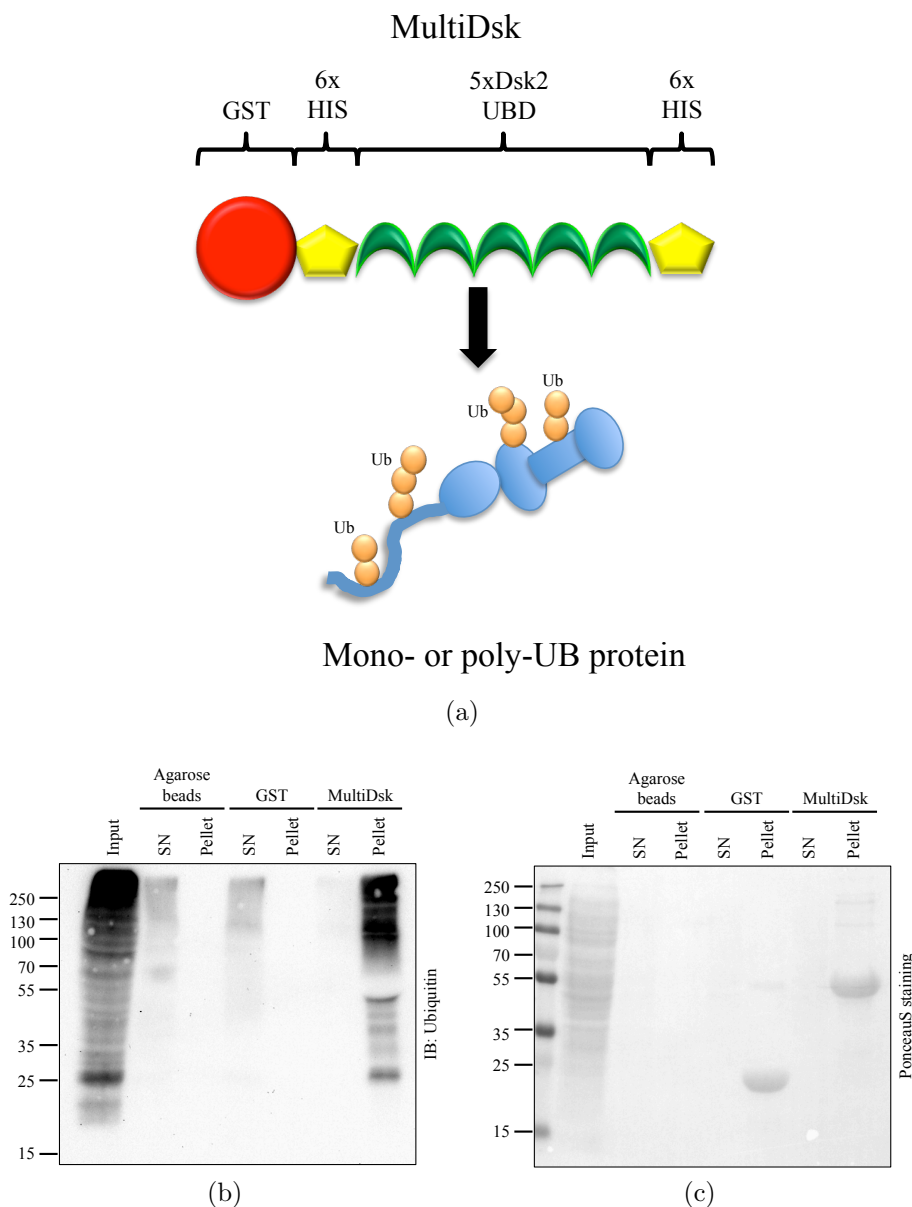 MultiDsk
GST
6x
HIS
5xDsk2
UBD
6x
HIS
Ub
Ub
Ub
Ub
Mono- or poly-UB protein
(a)
Agarose
beads
GST
MultiDsk
Input
SN
Pellet
SN
Pellet
SN
Pellet
250
130
100
70
55
35
25
15
IB: Ubiquitin
(b)
Agarose
beads
GST
MultiDsk
Input
SN
Pellet
SN
Pellet
SN
Pellet
250
130
100
70
55
35
25
15
PonceauS staining
(c)